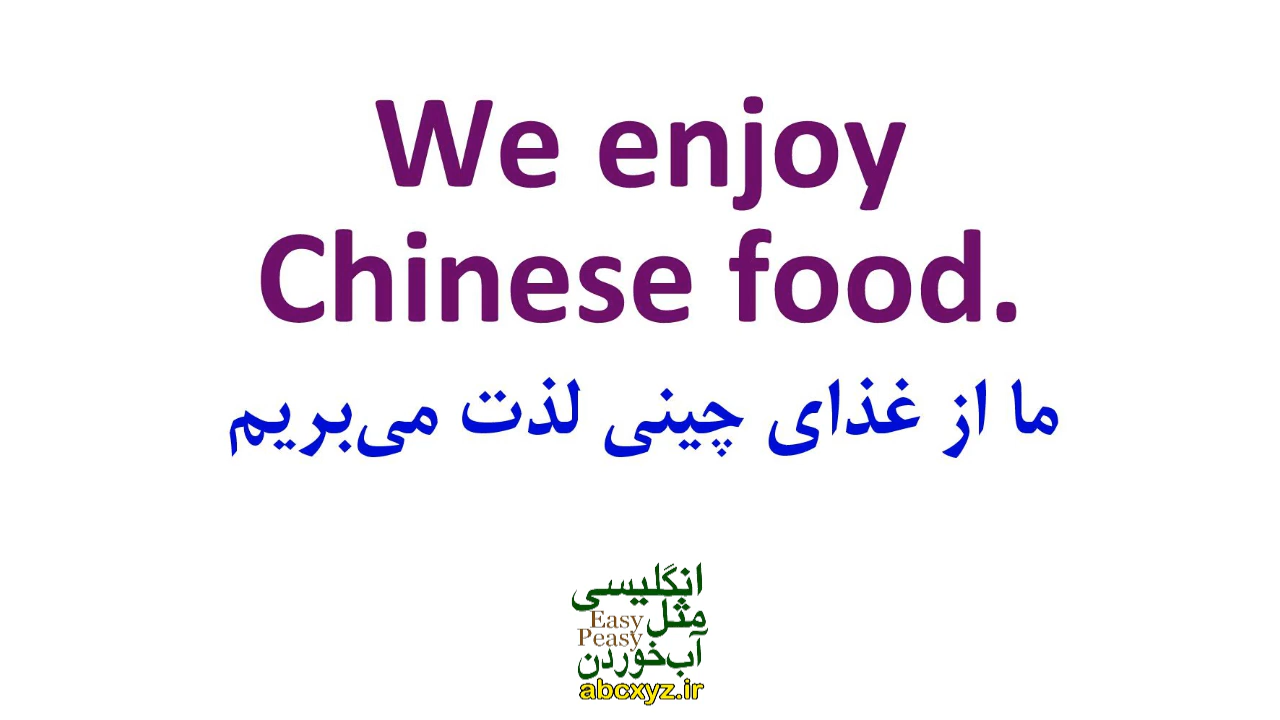 We enjoy
Chinese food.
ما از غذای چینی لذت می‌بریم
انگلیسی
مثل
Easy
Peasy
آب‌خوردن
abcxyz.ir